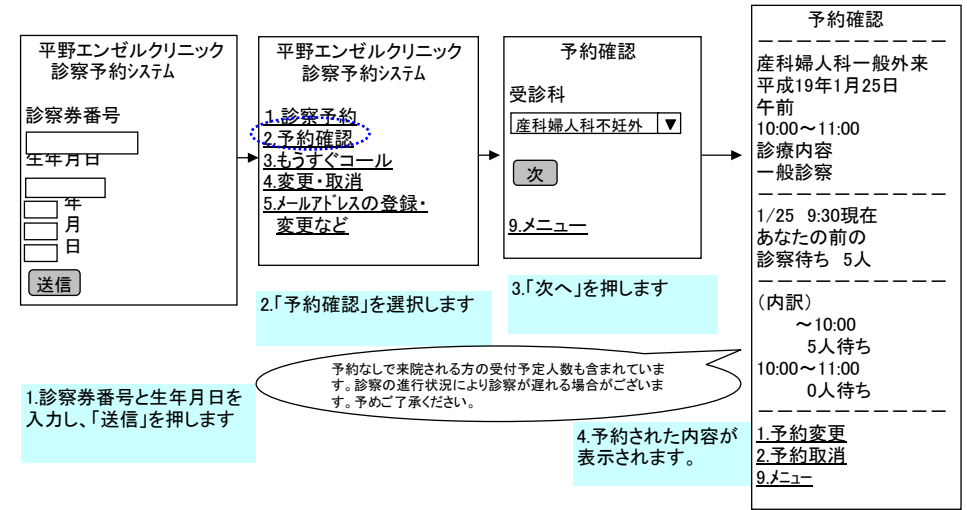 平野エンゼルクリニック
診察予約システム
診察券番号
生年月日
年
月
日
送信
1.診察券番号と生年月日を
入力し、「送信」を押します
平野エンゼルクリニック
診察予約システム
1.診察予約
2.予約確認
3.もうすぐコール
4.変更・取消
5.メールアドレスの登録・
変更など
2.「予約確認」を選択します
予約確認
受診科
産科婦人科不妊外 ▼
次
9.メニュー
3.「次へ」を押します
予約なしで来院される方の受付予定人数も含まれていま
す。診察の進行状況により診察が遅れる場合がございま
す。予めご了承ください。
4.予約された内容が
表示されます。
予約確認
－－－－－－－－－－－
産科婦人科一般外来
平成19年1月25日
午前
10:00～11:00
診療内容
一般診察
－－－－－－－－－－－
1/25 9:30現在
あなたの前の
診察待ち 5人
－－－－－－－－－－－
（内訳）
～10:00
5人待ち
10:00～11:00
0人待ち
－－－－－－－－－－－
1.予約変更
2.予約取消
9.メニュー